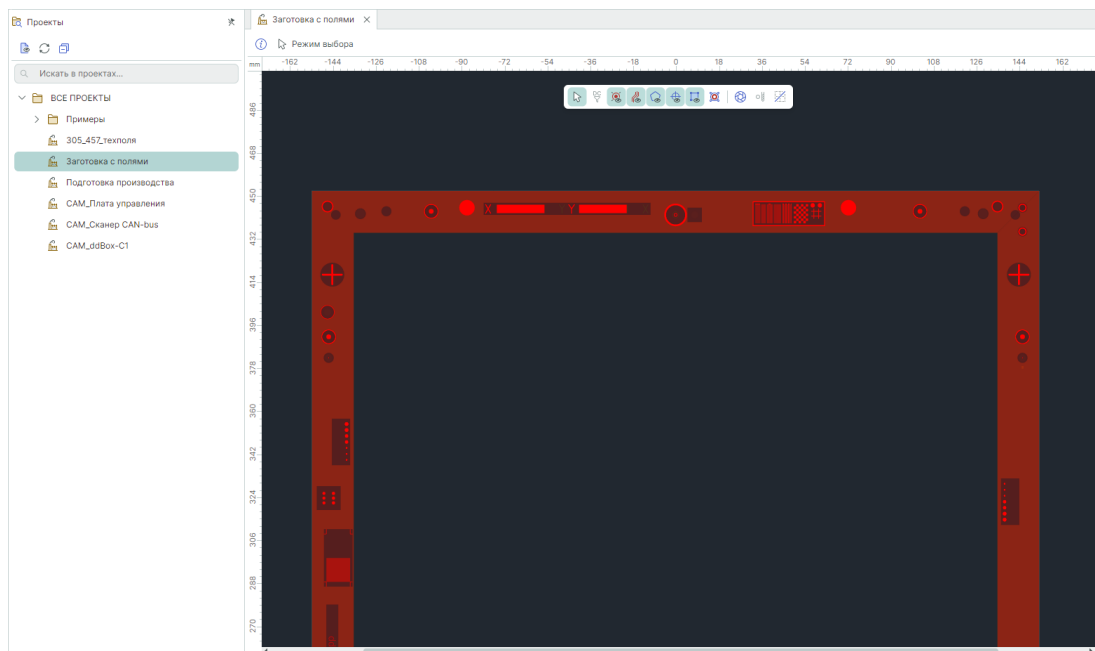 Проекты
Заготовка с полями
Режим выбора
mm -162 -144 -126 -108 -90 -72 -54 -36 -18 0 18 36 54 72 90 108 126 144 162
Искать в проектах...
ВСЕ ПРОЕКТЫ
Примеры
305_457_техполя
Заготовка с полями
Подготовка производства
CAM_Плата управления
CAM_Сканер CAN-bus
CAM_ddBox-C1
486
468
450
432
414
396
378
360
342
324
306
288
270
X Y